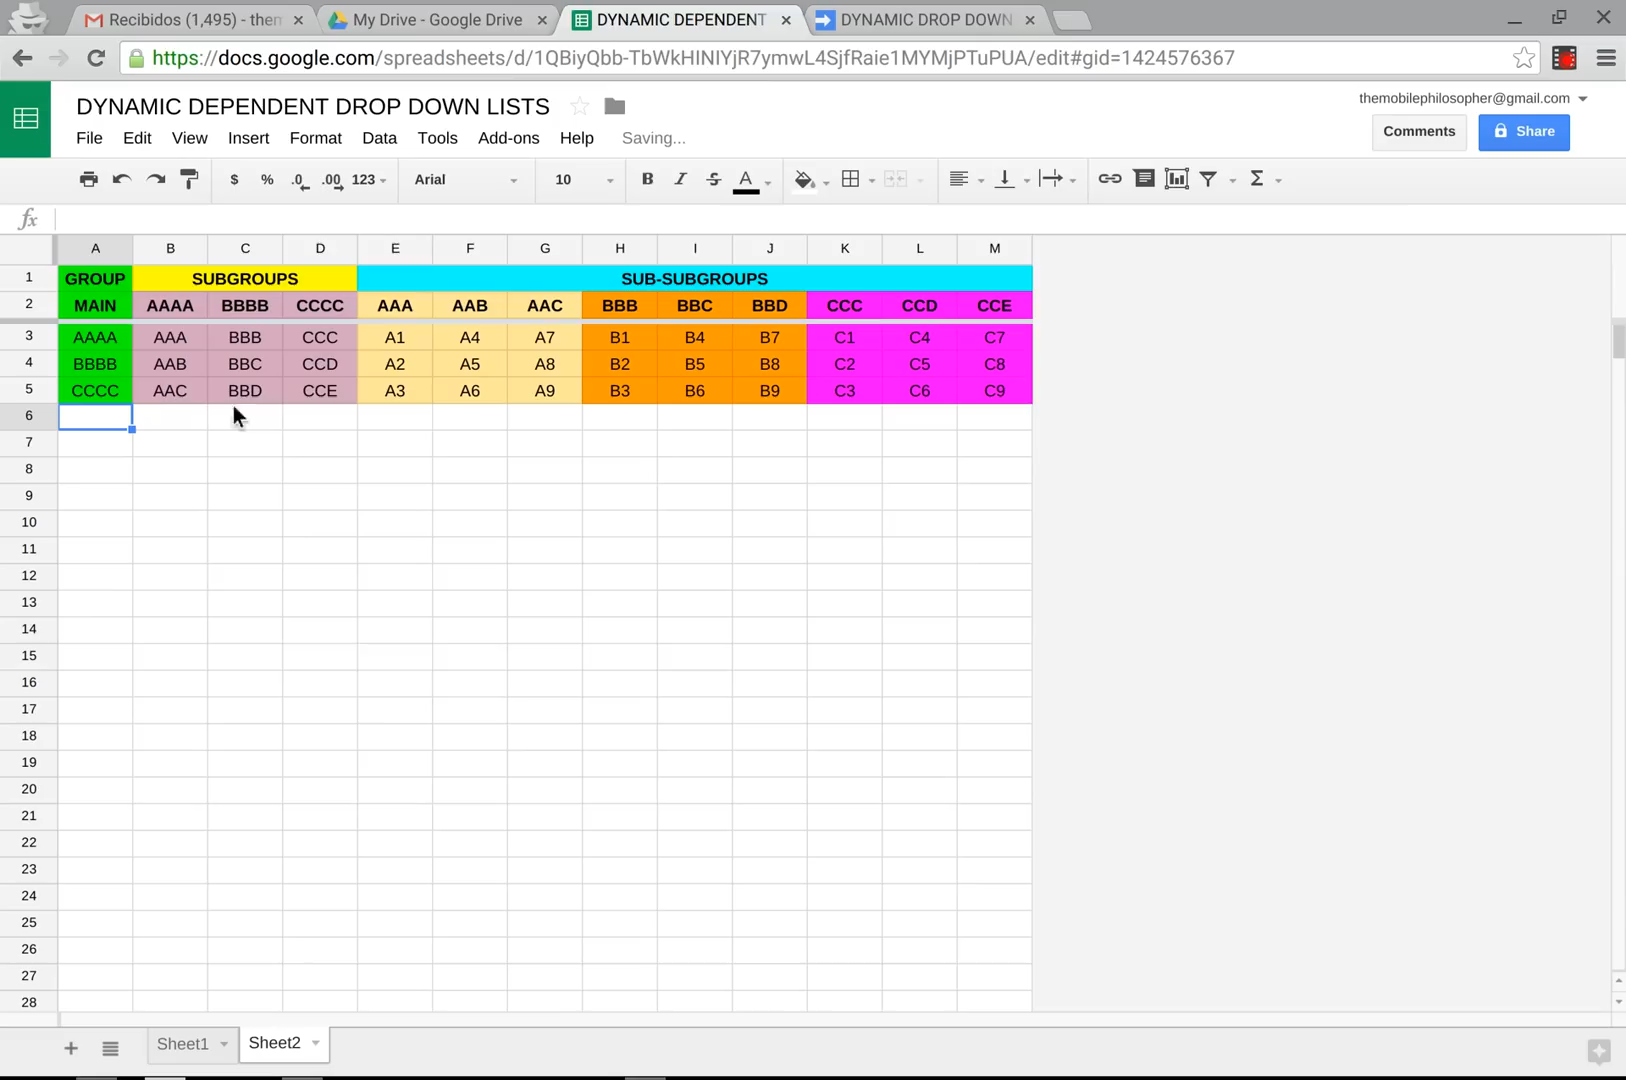 Recibidos (1,495) - them
My Drive - Google Drive
DYNAMIC DEPENDENT
DYNAMIC DROP DOWN
https://docs.google.com/spreadsheets/d/1QBiyQbb-TbWkHINIYjR7ymwL4SjfRaie1MYMjPTuPUA/edit#gid=1424576367
DYNAMIC DEPENDENT DROP DOWN LISTS
themobilephilosopher@gmail.com
File Edit View Insert Format Data Tools Add-ons Help Saving...
Comments Share
$ % .0 .00 123 Arial 10 B I S A Σ
fx
A B C D E F G H I J K L M
1 GROUP SUBGROUPS SUB-SUBGROUPS
2 MAIN AAAA BBBB CCCC AAA AAB AAC BBB BBC BBD CCC CCD CCE
3 AAAA AAA BBB CCC A1 A4 A7 B1 B4 B7 C1 C4 C7
4 BBBB AAB BBC CCD A2 A5 A8 B2 B5 B8 C2 C5 C8
5 CCCC AAC BBD CCE A3 A6 A9 B3 B6 B9 C3 C6 C9
6
7
8
9
10
11
12
13
14
15
16
17
18
19
20
21
22
23
24
25
26
27
28
Sheet1 Sheet2